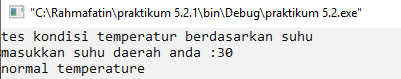 "C:\Rahmafatin\praktikum 5.2.1\bin\Debug\praktikum 5.2.exe"
tes kondisi temperatur berdasarkan suhu
masukkan suhu daerah anda :30
normal temperature